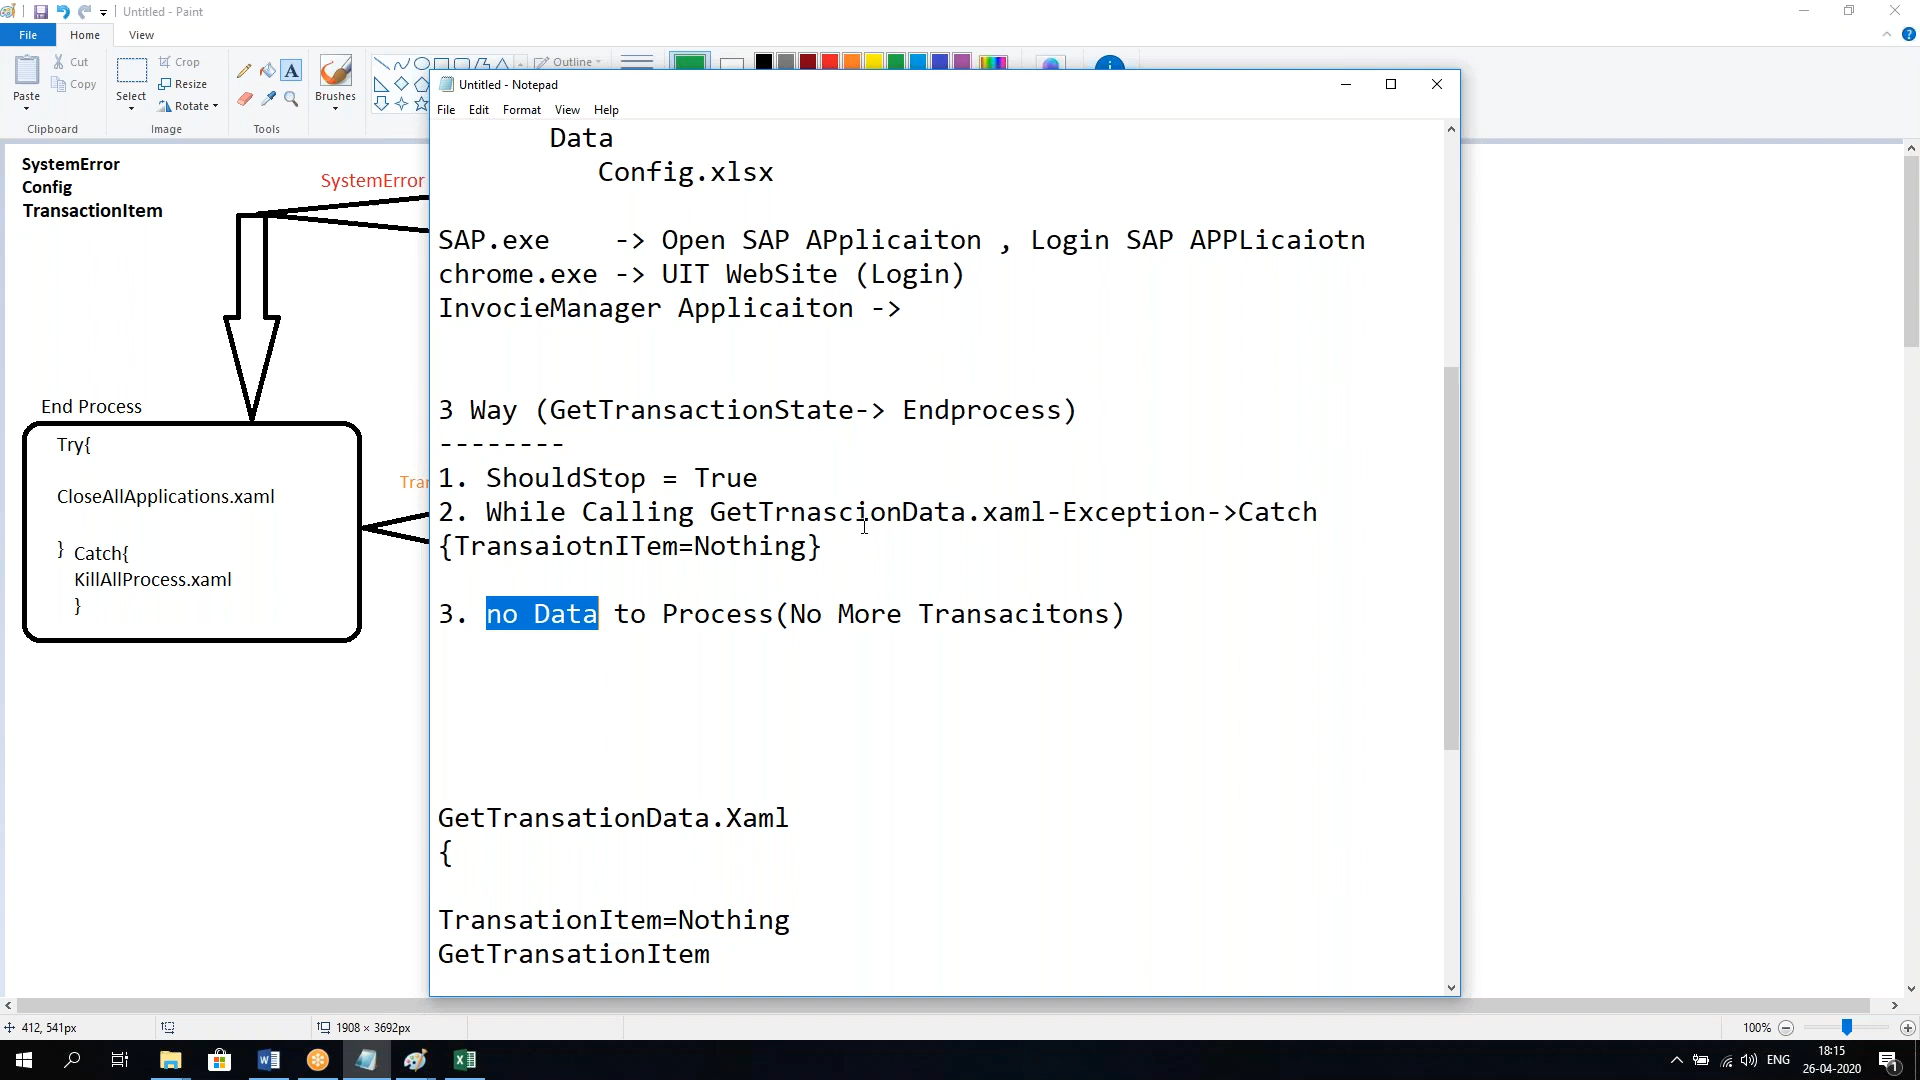 Untitled - Paint
File
Home
View
Paste
Cut
Copy
Clipboard
Select
Crop
Resize
Rotate
Image
Tools
Brushes
Outline
SystemError
Config
TransactionItem
SystemError
End Process
Try{
CloseAllApplications.xaml
}
Catch{
KillAllProcess.xaml
}
Tran
Untitled - Notepad
File
Edit
Format
View
Help
Data
Config.xlsx
SAP.exe    -> Open SAP APplicaiton , Login SAP APPLicaiotn
chrome.exe -> UIT WebSite (Login)
InvocieManager Applicaiton ->
3 Way (GetTransactionState-> Endprocess)
--------
1. ShouldStop = True
2. While Calling GetTrnascionData.xaml-Exception->Catch
{TransaiotnITem=Nothing}
3. no Data to Process(No More Transacitons)
GetTransationData.Xaml
{
TransationItem=Nothing
GetTransationItem
412, 541px
1908 × 3692px
100%
ENG
18:15
26-04-2020
1